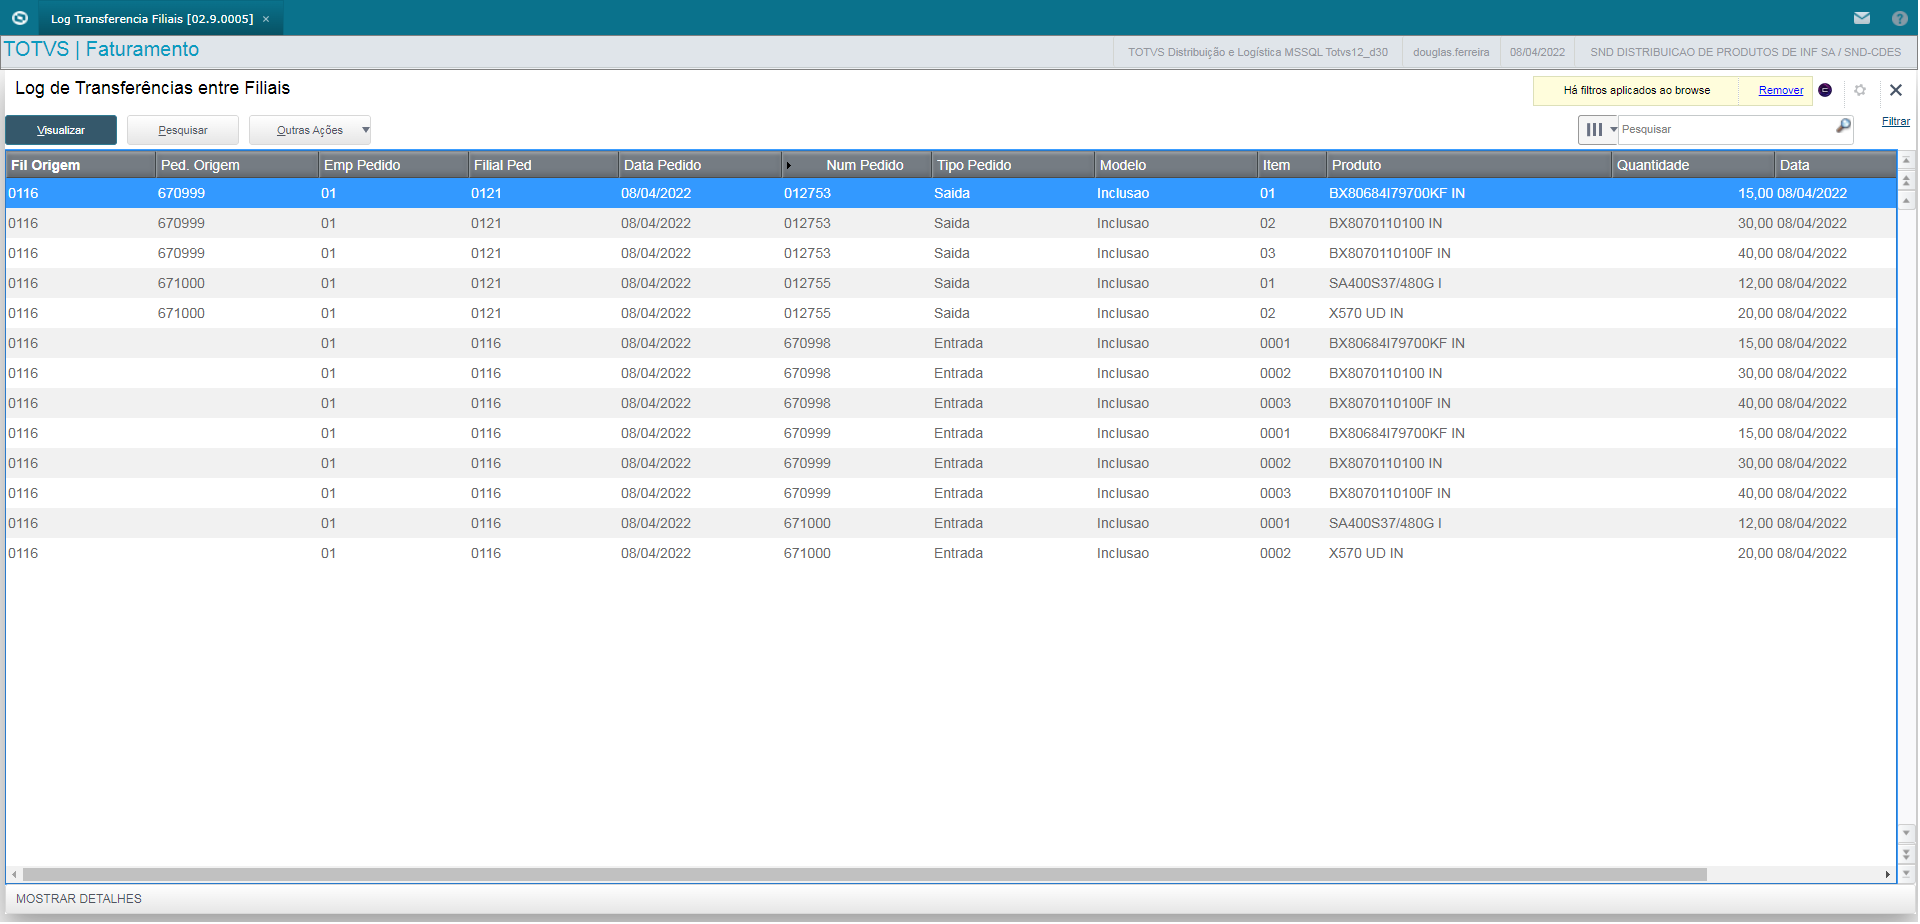 Log Transferencia Filiais [02.9.0005] ×
TOTVS | Faturamento
TOTVS Distribuição e Logística MSSQL Totvs12_d30 douglas.ferreira 08/04/2022 SND DISTRIBUICAO DE PRODUTOS DE INF SA / SND-CDES
Log de Transferências entre Filiais
Há filtros aplicados ao browse Remover
Visualizar Pesquisar Outras Ações Pesquisar Filtrar
Fil Origem Ped. Origem Emp Pedido Filial Ped Data Pedido Num Pedido Tipo Pedido Modelo Item Produto Quantidade Data
0116 670999 01 0121 08/04/2022 012753 Saida Inclusao 01 BX80684I79700KF IN 15,00 08/04/2022
0116 670999 01 0121 08/04/2022 012753 Saida Inclusao 02 BX8070110100 IN 30,00 08/04/2022
0116 670999 01 0121 08/04/2022 012753 Saida Inclusao 03 BX8070110100F IN 40,00 08/04/2022
0116 671000 01 0121 08/04/2022 012755 Saida Inclusao 01 SA400S37/480G I 12,00 08/04/2022
0116 671000 01 0121 08/04/2022 012755 Saida Inclusao 02 X570 UD IN 20,00 08/04/2022
0116 01 0116 08/04/2022 670998 Entrada Inclusao 0001 BX80684I79700KF IN 15,00 08/04/2022
0116 01 0116 08/04/2022 670998 Entrada Inclusao 0002 BX8070110100 IN 30,00 08/04/2022
0116 01 0116 08/04/2022 670998 Entrada Inclusao 0003 BX8070110100F IN 40,00 08/04/2022
0116 01 0116 08/04/2022 670999 Entrada Inclusao 0001 BX80684I79700KF IN 15,00 08/04/2022
0116 01 0116 08/04/2022 670999 Entrada Inclusao 0002 BX8070110100 IN 30,00 08/04/2022
0116 01 0116 08/04/2022 670999 Entrada Inclusao 0003 BX8070110100F IN 40,00 08/04/2022
0116 01 0116 08/04/2022 671000 Entrada Inclusao 0001 SA400S37/480G I 12,00 08/04/2022
0116 01 0116 08/04/2022 671000 Entrada Inclusao 0002 X570 UD IN 20,00 08/04/2022
MOSTRAR DETALHES